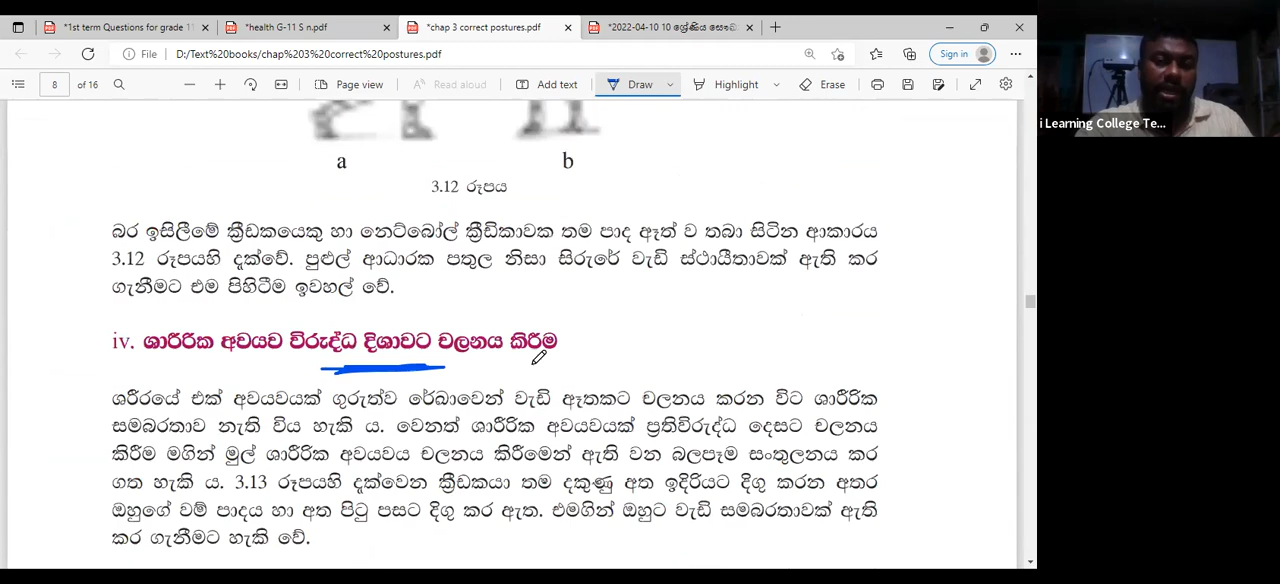 *1st term Questions for grade 11
*health G-11 S n.pdf
*chap 3 correct postures.pdf
*2022-04-10 10 ශ්‍රේණිය සෞඛ
File D:/Text%20books/chap%203%20correct%20postures.pdf
Sign in
8 of 16
Page view
Read aloud
Add text
Draw
Highlight
Erase
i Learning College Te...
a
b
3.12 රූපය
බර ඉසිලීමේ ක්‍රීඩකයෙකු හා නෙට්බෝල් ක්‍රීඩිකාවක තම පාද ඈත් ව තබා සිටින ආකාරය
3.12 රූපයහි දැක්වේ. පුළුල් ආධාරක පතුල නිසා සිරුරේ වැඩි ස්ථායීතාවක් ඇති කර
ගැනීමට එම පිහිටීම ඉවහල් වේ.
iv. ශාරීරික අවයව විරුද්ධ දිශාවට චලනය කිරීම
ශරීරයේ එක් අවයවයක් ගුරුත්ව රේඛාවෙන් වැඩි ඈතකට චලනය කරන විට ශාරීරික
සමබරතාව නැති විය හැකි ය. වෙනත් ශාරීරික අවයවයක් ප්‍රතිවිරුද්ධ දෙසට චලනය
කිරීම මගින් මුල් ශාරීරික අවයවය චලනය කිරීමෙන් ඇති වන බලපෑම සංතුලනය කර
ගත හැකි ය. 3.13 රූපයහි දැක්වෙන ක්‍රීඩකයා තම දකුණු අත ඉදිරියට දිගු කරන අතර
ඔහුගේ වම් පාදය හා අත පිටු පසට දිගු කර ඇත. එමගින් ඔහුට වැඩි සමබරතාවක් ඇති
කර ගැනීමට හැකි වේ.